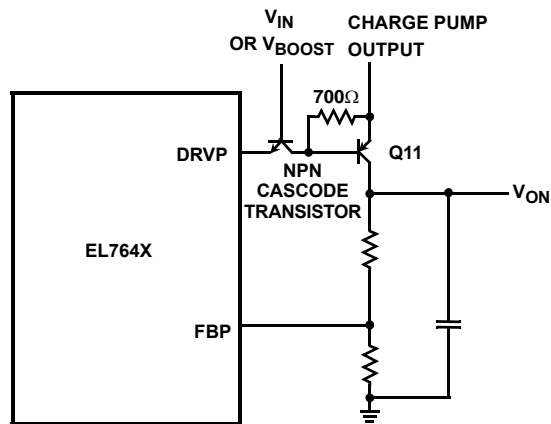 V_IN
OR V_BOOST
CHARGE PUMP
OUTPUT
700Ω
DRVP
Q11
NPN
CASCODE
TRANSISTOR
V_ON
EL764X
FBP